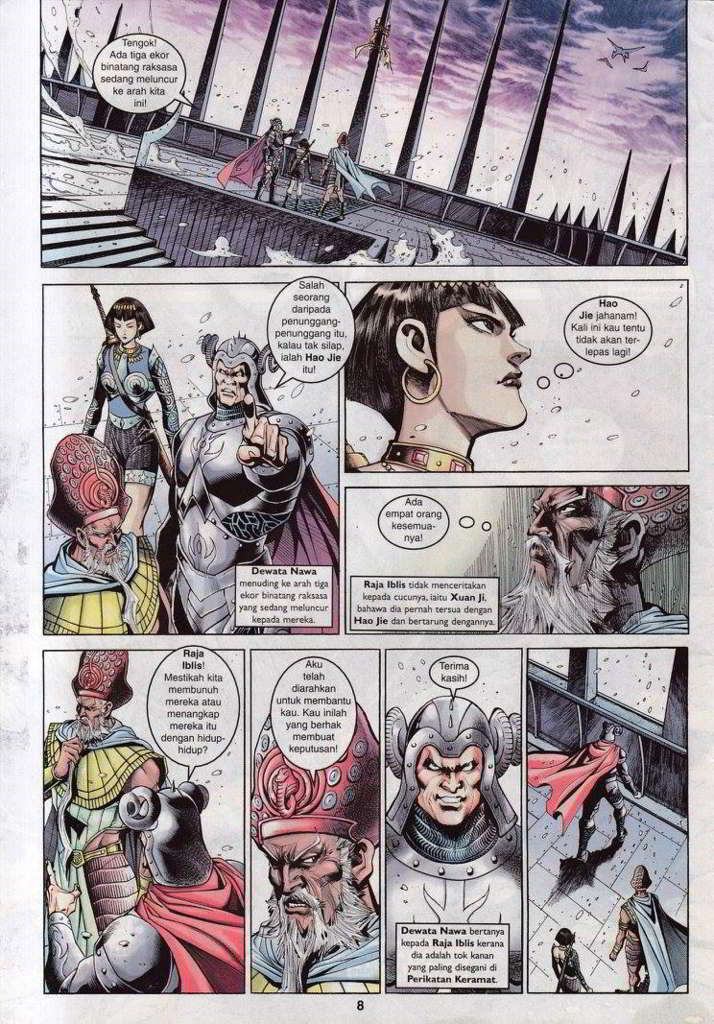 Tengok!
Ada tiga ekor
binatang raksasa
sedang meluncur
ke arah kita
ini!
Salah
seorang
daripada
penunggang-
penunggang itu,
kalau tak silap,
ialah Hao Jie
itu!
Dewata Nawa
menuding ke arah tiga
ekor binatang raksasa
yang sedang meluncur
kepada mereka.
Hao
Jie jahanam!
Kali ini kau tentu
tidak akan ter-
lepas lagi!
Ada
empat orang
kesemua-
nya!
Raja Iblis tidak menceritakan
kepada cucunya, iaitu Xuan Ji,
bahawa dia pernah tersua dengan
Hao Jie dan bertarung dengannya.
Raja
Iblis!
Mestikah kita
membunuh
mereka atau
menangkap
mereka itu
dengan hidup-
hidup?
Aku
telah
diarahkan
untuk membantu
kau. Kau inilah
yang berhak
membuat
keputusan!
Terima
kasih!
Dewata Nawa bertanya
kepada Raja Iblis kerana
dia adalah tok kanan
yang paling disegani di
Perikatan Keramat.
8